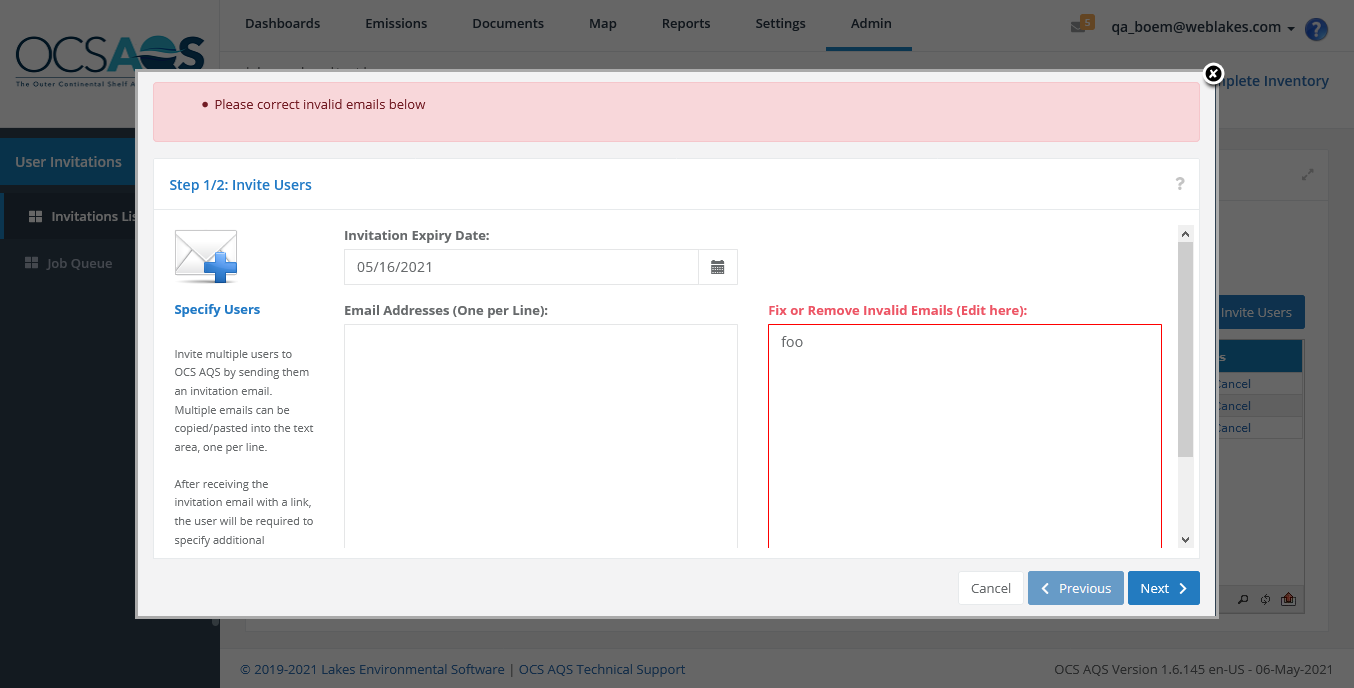 Dashboards
Emissions
Documents
Map
Reports
Settings
Admin
5
qa_boem@weblakes.com
?
OCSAQS
The Outer Continental Shelf A
plete Inventory
Please correct invalid emails below
User Invitations
Invitations Lis
Job Queue
Step 1/2: Invite Users
?
Invitation Expiry Date:
05/16/2021
Specify Users
Email Addresses (One per Line):
Fix or Remove Invalid Emails (Edit here):
foo
Invite multiple users to
OCS AQS by sending them
an invitation email.
Multiple emails can be
copied/pasted into the text
area, one per line.
After receiving the
invitation email with a link,
the user will be required to
specify additional
Invite Users
s
Cancel
Cancel
Cancel
Cancel
Previous
Next
© 2019-2021 Lakes Environmental Software | OCS AQS Technical Support
OCS AQS Version 1.6.145 en-US - 06-May-2021